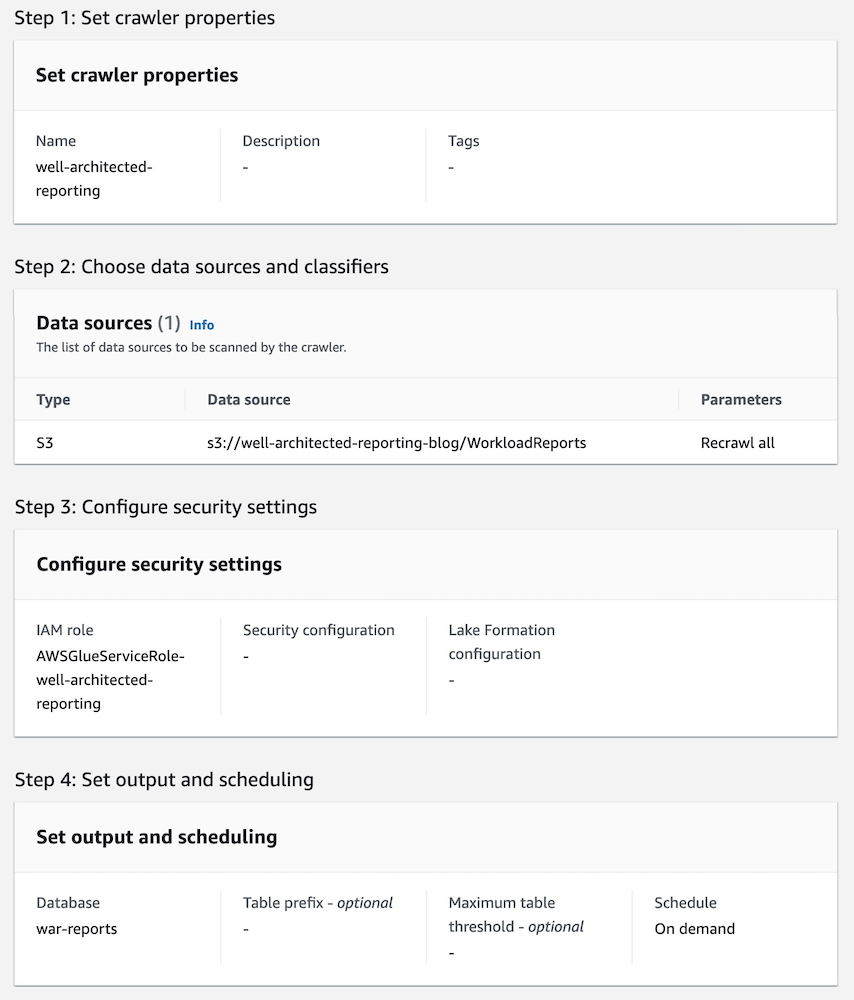 Step 1: Set crawler properties
Set crawler properties
Name
Description
Tags
well-architected-
reporting
-
-
Step 2: Choose data sources and classifiers
Data sources (1) Info
The list of data sources to be scanned by the crawler.
Type
Data source
Parameters
S3
s3://well-architected-reporting-blog/WorkloadReports
Recrawl all
Step 3: Configure security settings
Configure security settings
IAM role
AWSGlueServiceRole-
well-architected-
reporting
Security configuration
-
Lake Formation
configuration
-
Step 4: Set output and scheduling
Set output and scheduling
Database
war-reports
Table prefix - optional
-
Maximum table
threshold - optional
-
Schedule
On demand